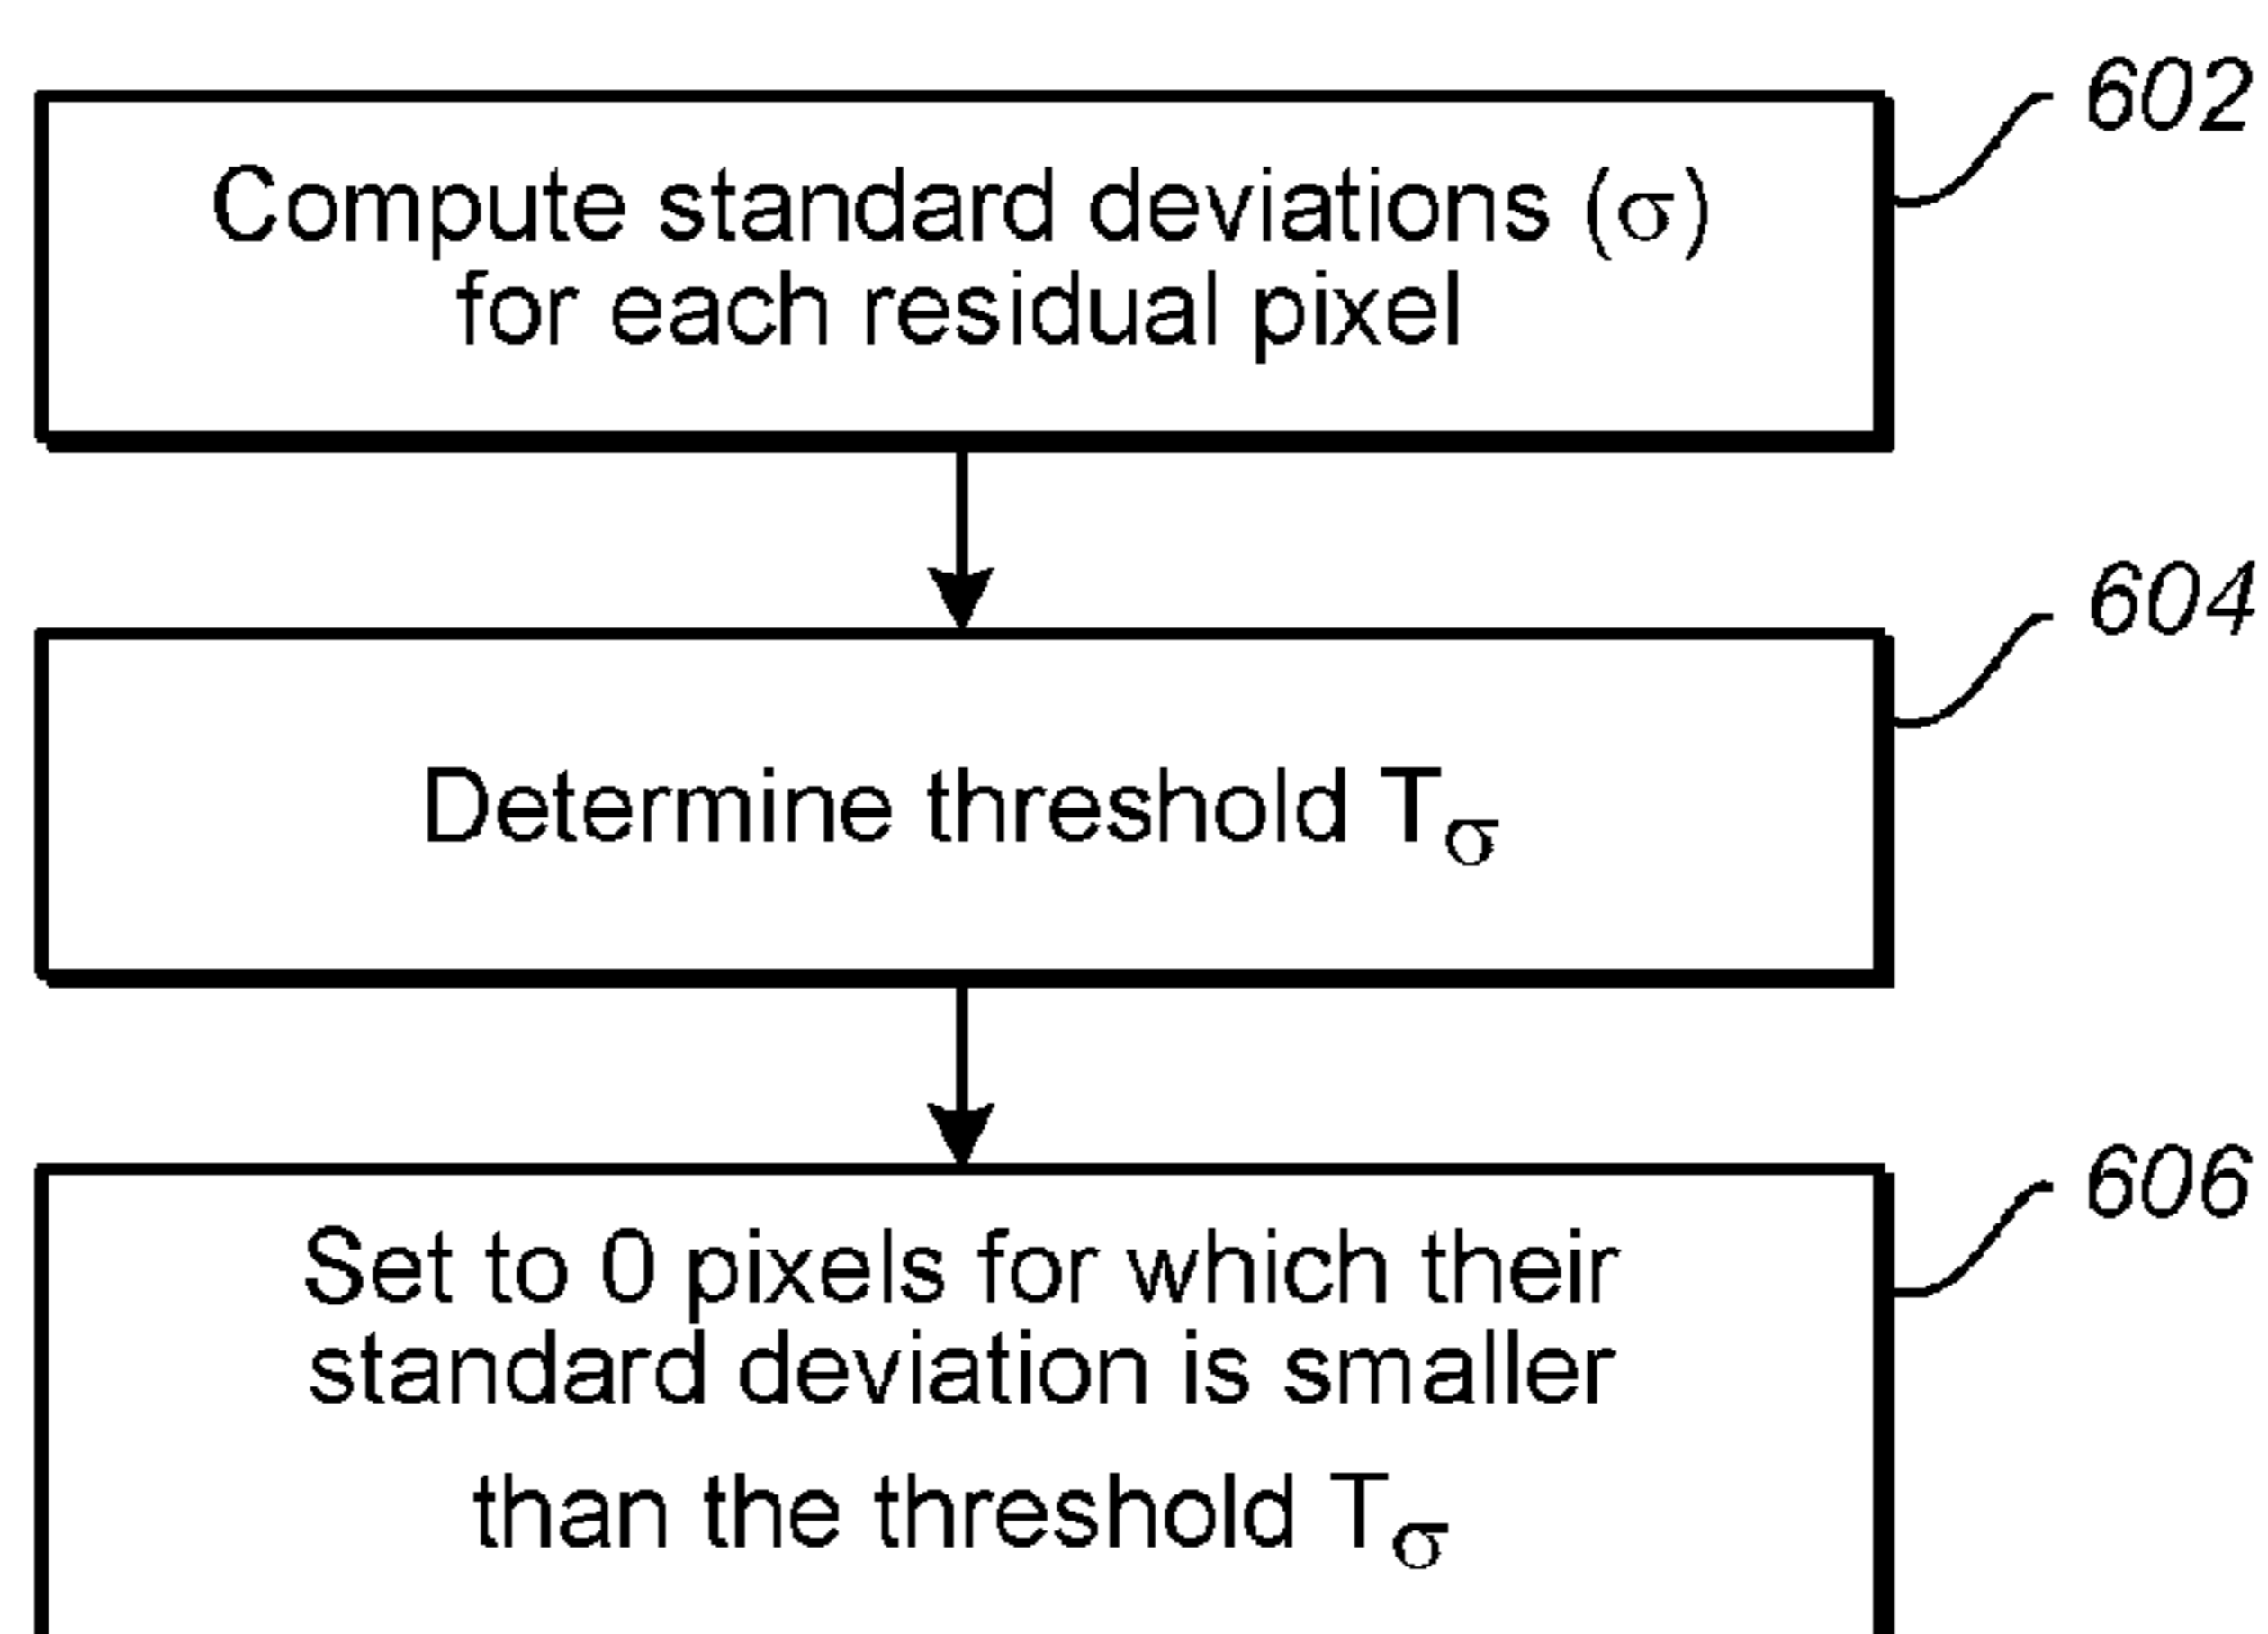 602
Compute standard deviations (σ)
for each residual pixel
604
Determine threshold Tσ
606
Set to 0 pixels for which their
standard deviation is smaller
than the threshold Tσ